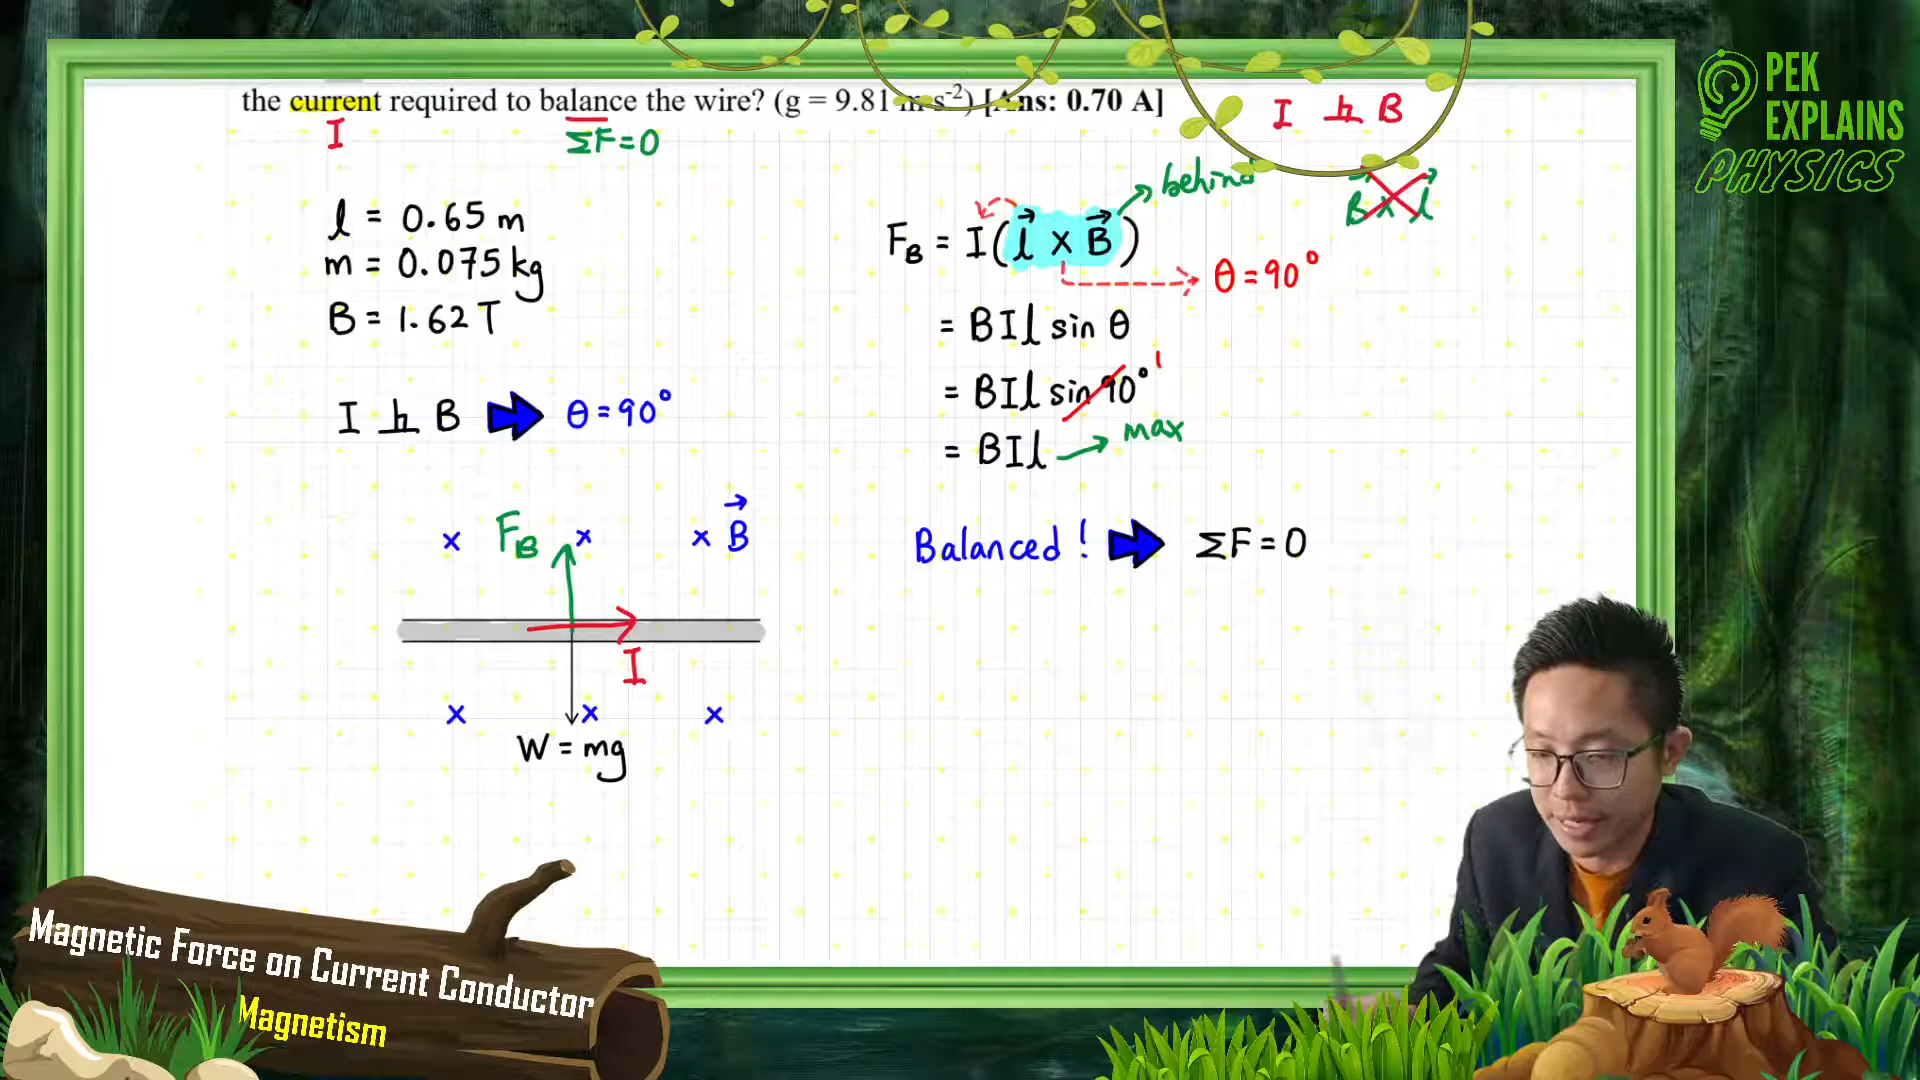 the current required to balance the wire? (g = 9.81 m s⁻²) [Ans: 0.70 A]
I
ΣF=0
I ⊥ B
l = 0.65 m
m = 0.075 kg
B = 1.62 T
I ⊥ B ➡ θ = 90°
F_B
x x x B
I
x x x
W = mg
behind
B x l
F_B = I(l x B)
θ = 90°
= BIl sin θ
= BIl sin 90° 1
= BIl → max
Balanced! ➡ ΣF = 0
PEK
EXPLAINS
PHYSICS
Magnetic Force on Current Conductor
Magnetism